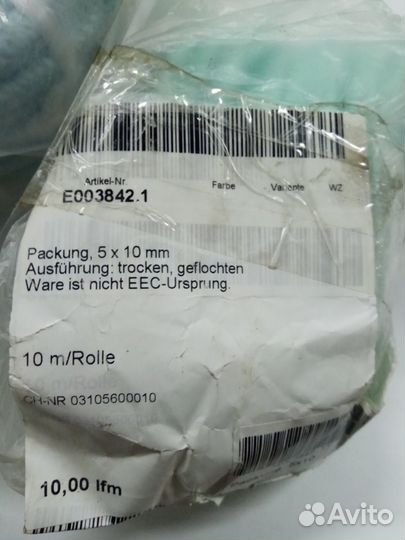 Artikel-Nr. Farbe Variante WZ
E003842.1
Packung, 5 x 10 mm
Ausführung: trocken, geflochten
Ware ist nicht EEC-Ursprung.
10 m/Rolle
CH-NR 03105600010
10,00 lfm
Avito